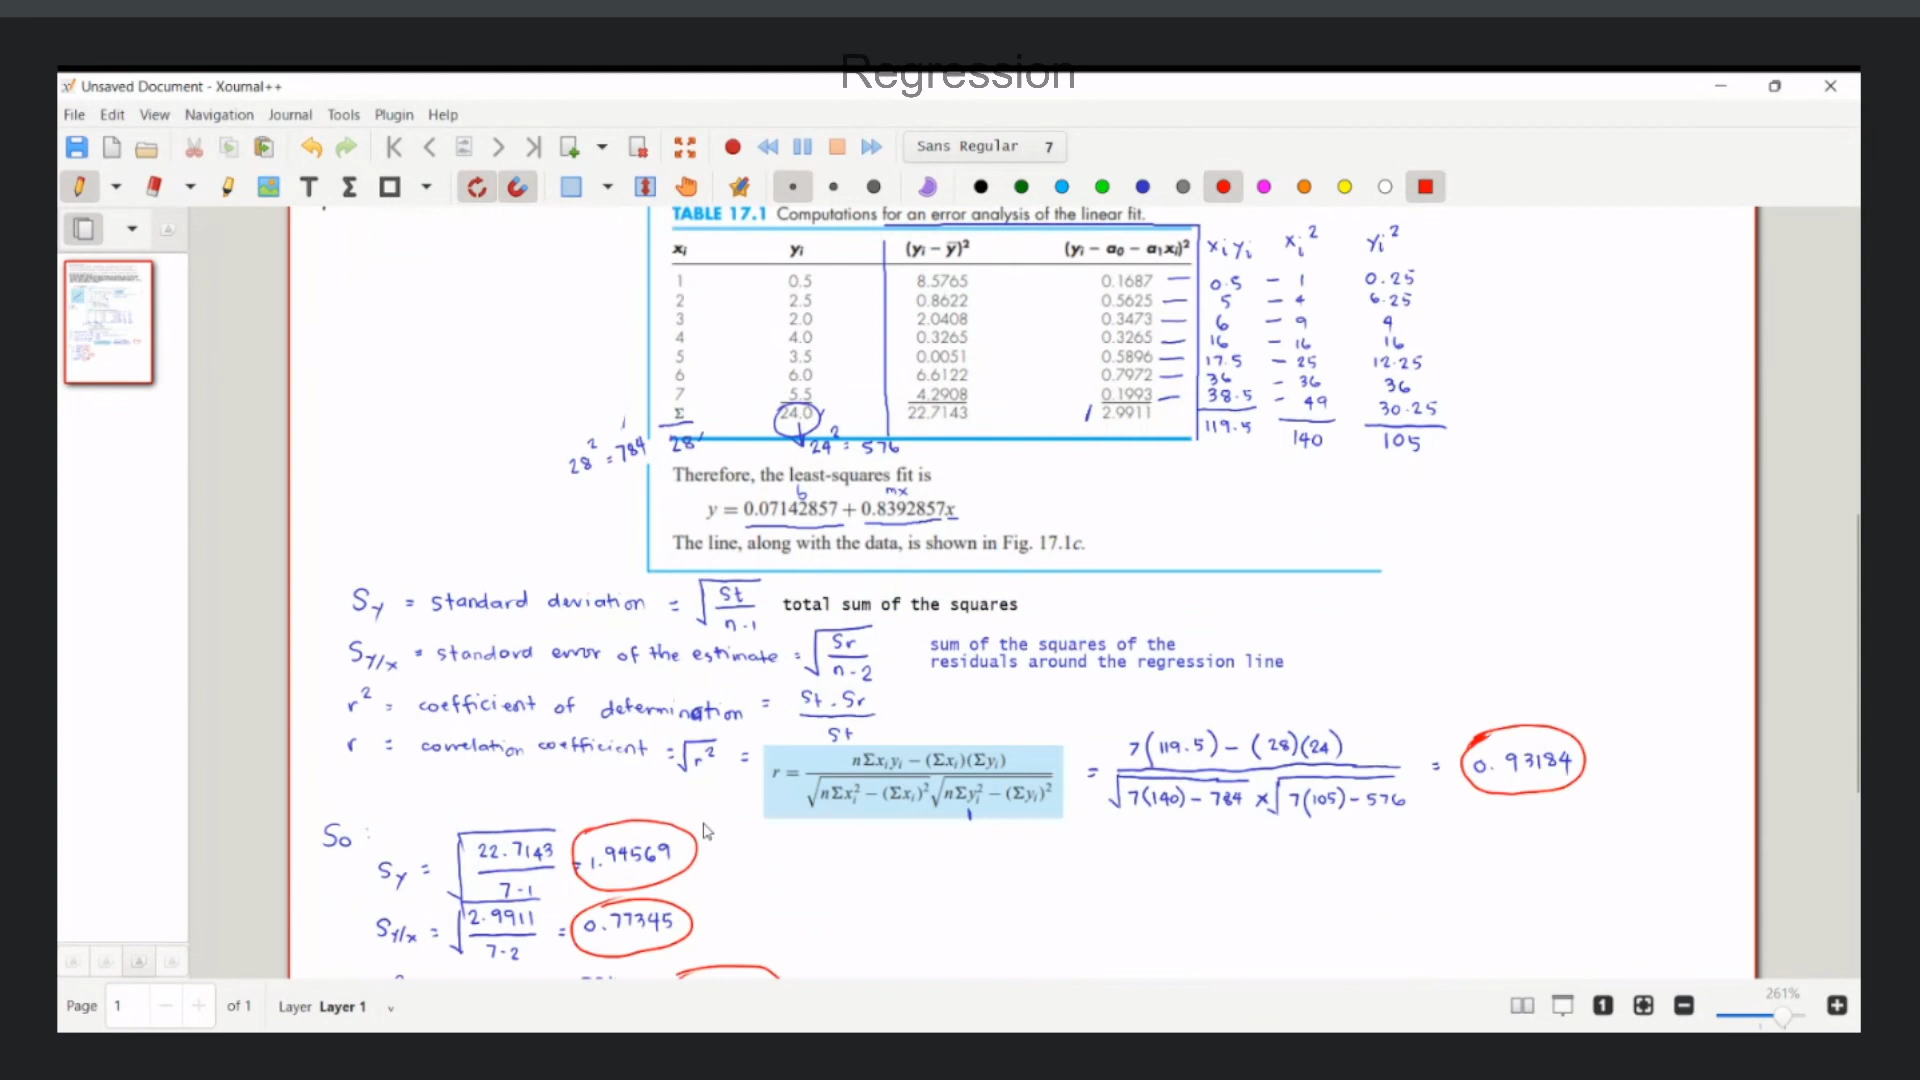 Regression
Unsaved Document - Xournal++
File Edit View Navigation Journal Tools Plugin Help
Sans Regular 7
TABLE 17.1 Computations for an error analysis of the linear fit.
xᵢ yᵢ (yᵢ − ȳ)² (yᵢ − a₀ − a₁xᵢ)² xᵢyᵢ xᵢ² yᵢ²
1 0.5 8.5765 0.1687 — 0.5 – 1 0.25
2 2.5 0.8622 0.5625 — 5 – 4 6.25
3 2.0 2.0408 0.3473 — 6 – 9 4
4 4.0 0.3265 0.3265 — 16 – 16 16
5 3.5 0.0051 0.5896 — 17.5 – 25 12.25
6 6.0 6.6122 0.7972 — 36 – 36 36
7 5.5 4.2908 0.1993 — 38.5 – 49 30.25
Σ 24.0 22.7143 2.9911 119.5 140 105
28² = 784 28 24² = 576
Therefore, the least-squares fit is
b mx
y = 0.07142857 + 0.8392857x
The line, along with the data, is shown in Fig. 17.1c.
Sy = standard deviation = √(St/(n-1)) total sum of the squares
Sy/x = standard error of the estimate = √(Sr/(n-2)) sum of the squares of the
residuals around the regression line
r² = coefficient of determination = (St - Sr)/St
r = correlation coefficient = √r² = r = (nΣxᵢyᵢ − (Σxᵢ)(Σyᵢ))/(√(nΣxᵢ² − (Σxᵢ)²)√(nΣyᵢ² − (Σyᵢ)²)) = (7(119.5) − (28)(24))/(√(7(140) − 784) × √(7(105) − 576)) = 0.93184
So :
Sy = √(22.7143/(7-1)) = 1.94569
Sy/x = √(2.9911/(7-2)) = 0.77345
Page 1 of 1 Layer Layer 1
261%